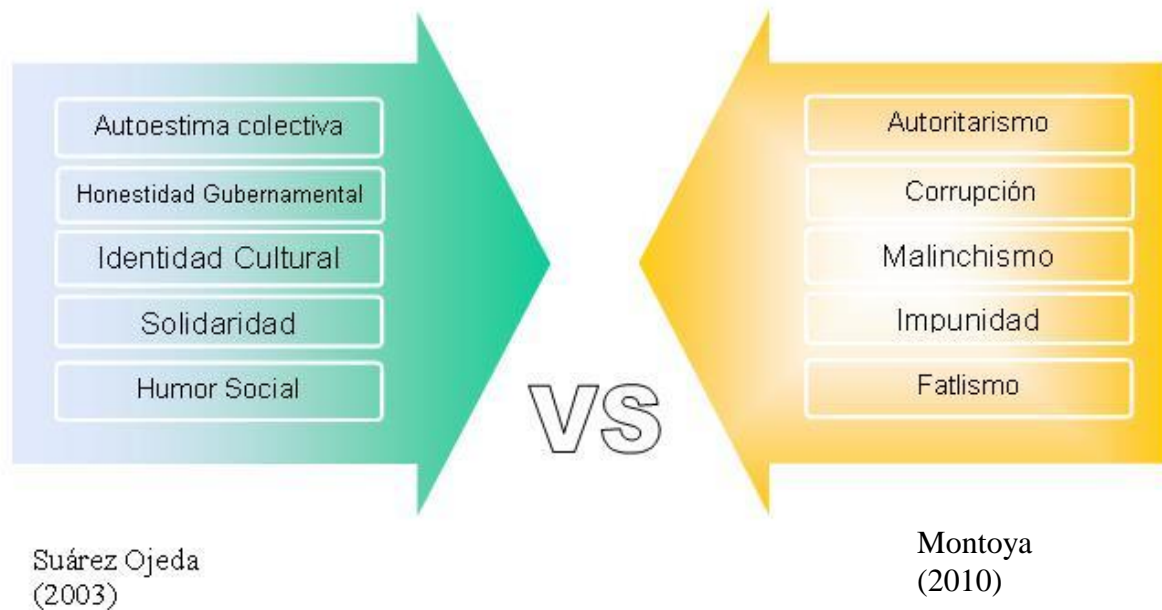 Autoestima colectiva
Honestidad Gubernamental
Identidad Cultural
Solidaridad
Humor Social
VS
Autoritarismo
Corrupción
Malinchismo
Impunidad
Fatlismo
Suárez Ojeda
(2003)
Montoya
(2010)